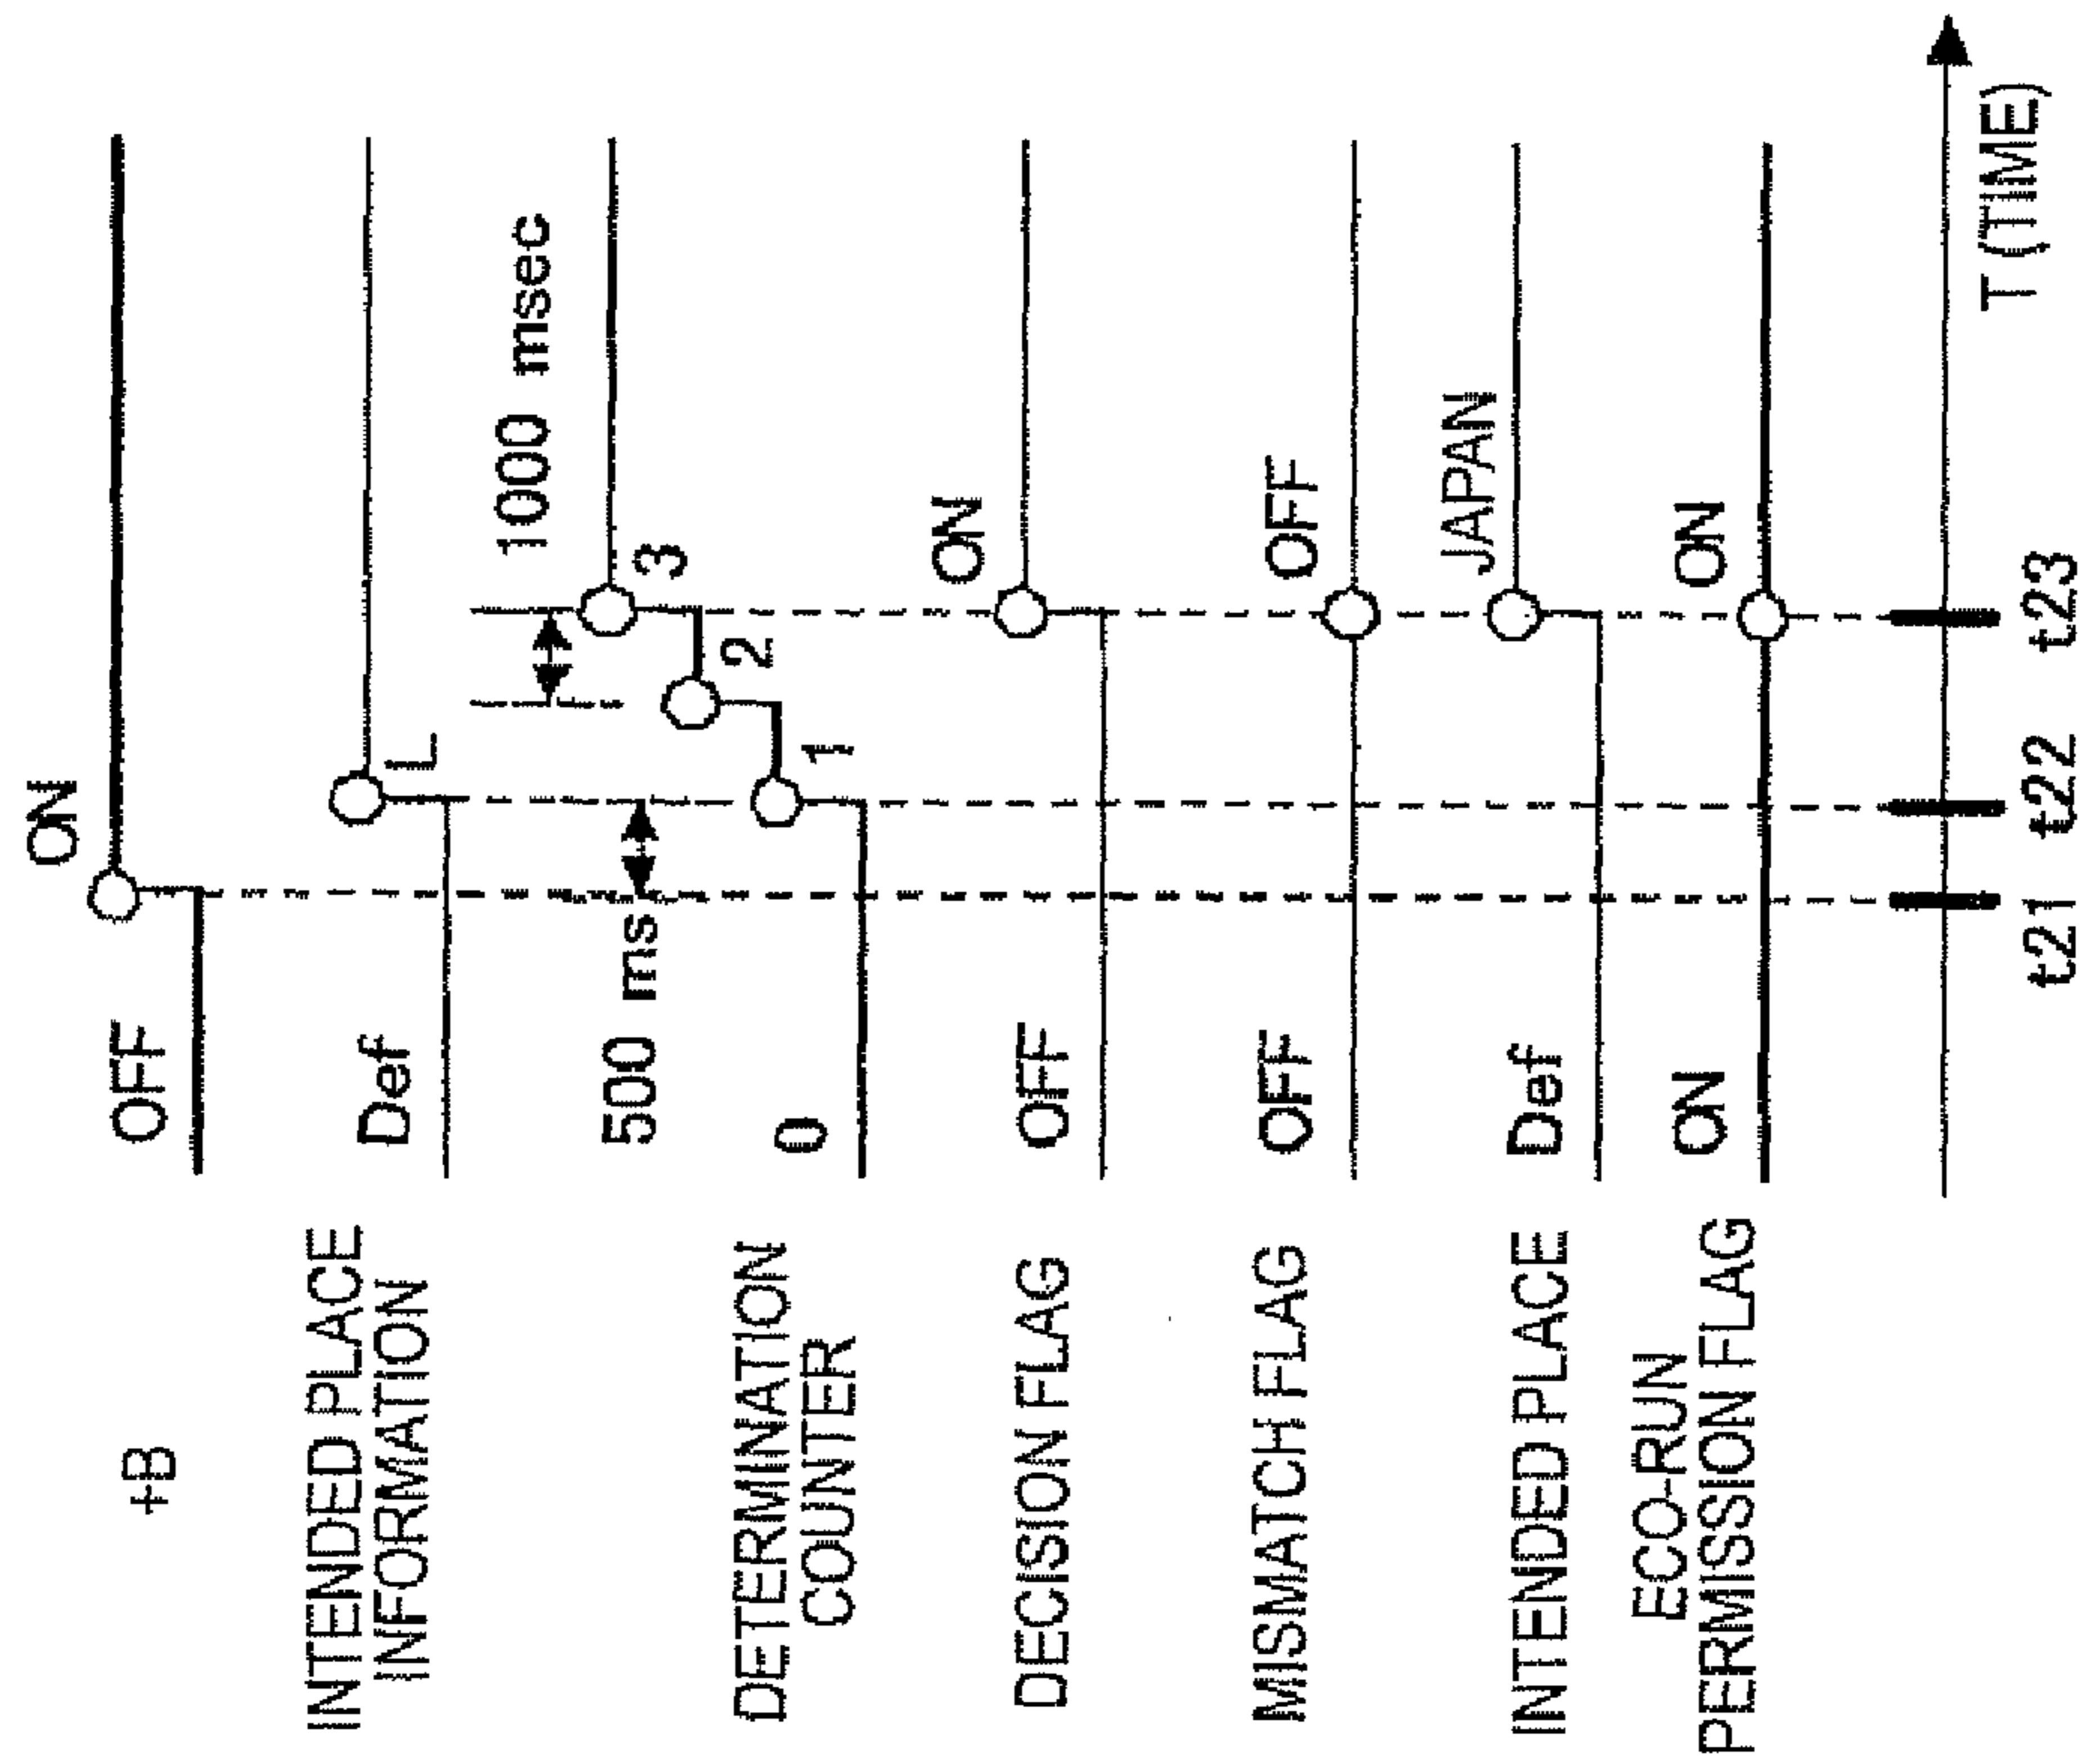 +B
OFF
ON
INTENDED PLACE
INFORMATION
Def
L
500 ms
1000 msec
DETERMINATION
COUNTER
0
1
2
3
DECISION FLAG
OFF
ON
MISMATCH FLAG
OFF
OFF
INTENDED PLACE
Def
JAPAN
ECO-RUN
PERMISSION FLAG
ON
ON
t21
t22
t23
T (TIME)